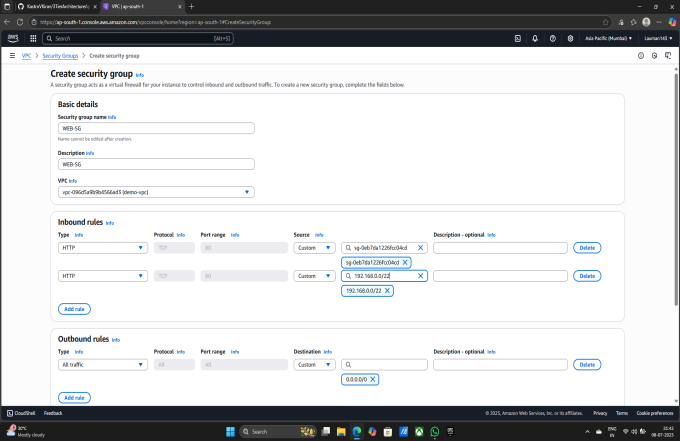 KastroVKiran/3TierArchitecture/a
VPC | ap-south-1
https://ap-south-1.console.aws.amazon.com/vpcconsole/home?region=ap-south-1#CreateSecurityGroup:
aws
Search
[Alt+S]
Asia Pacific (Mumbai)
VPC > Security Groups > Create security group
Create security group Info
A security group acts as a virtual firewall for your instance to control inbound and outbound traffic. To create a new security group, complete the fields below.
Basic details
Security group name Info
WEB-SG
Name cannot be edited after creation.
Description Info
WEB-SG
VPC Info
vpc-096d5a9b9b4566ad3 (demo-vpc)
Inbound rules Info
Type Info Protocol Info Port range Info Source Info Description - optional Info
HTTP TCP 80 Custom sg-0eb7da1226fcc04cd Delete
sg-0eb7da1226fcc04cd
HTTP TCP 80 Custom 192.168.0.0/22 Delete
192.168.0.0/22
Add rule
Outbound rules Info
Type Info Protocol Info Port range Info Destination Info Description - optional Info
All traffic All All Custom Delete
0.0.0.0/0
Add rule
CloudShell Feedback © 2025, Amazon Web Services, Inc. or its affiliates. Privacy Terms Cookie preferences
30°C
Mostly cloudy
Search
ENG
IN
08-07-2025